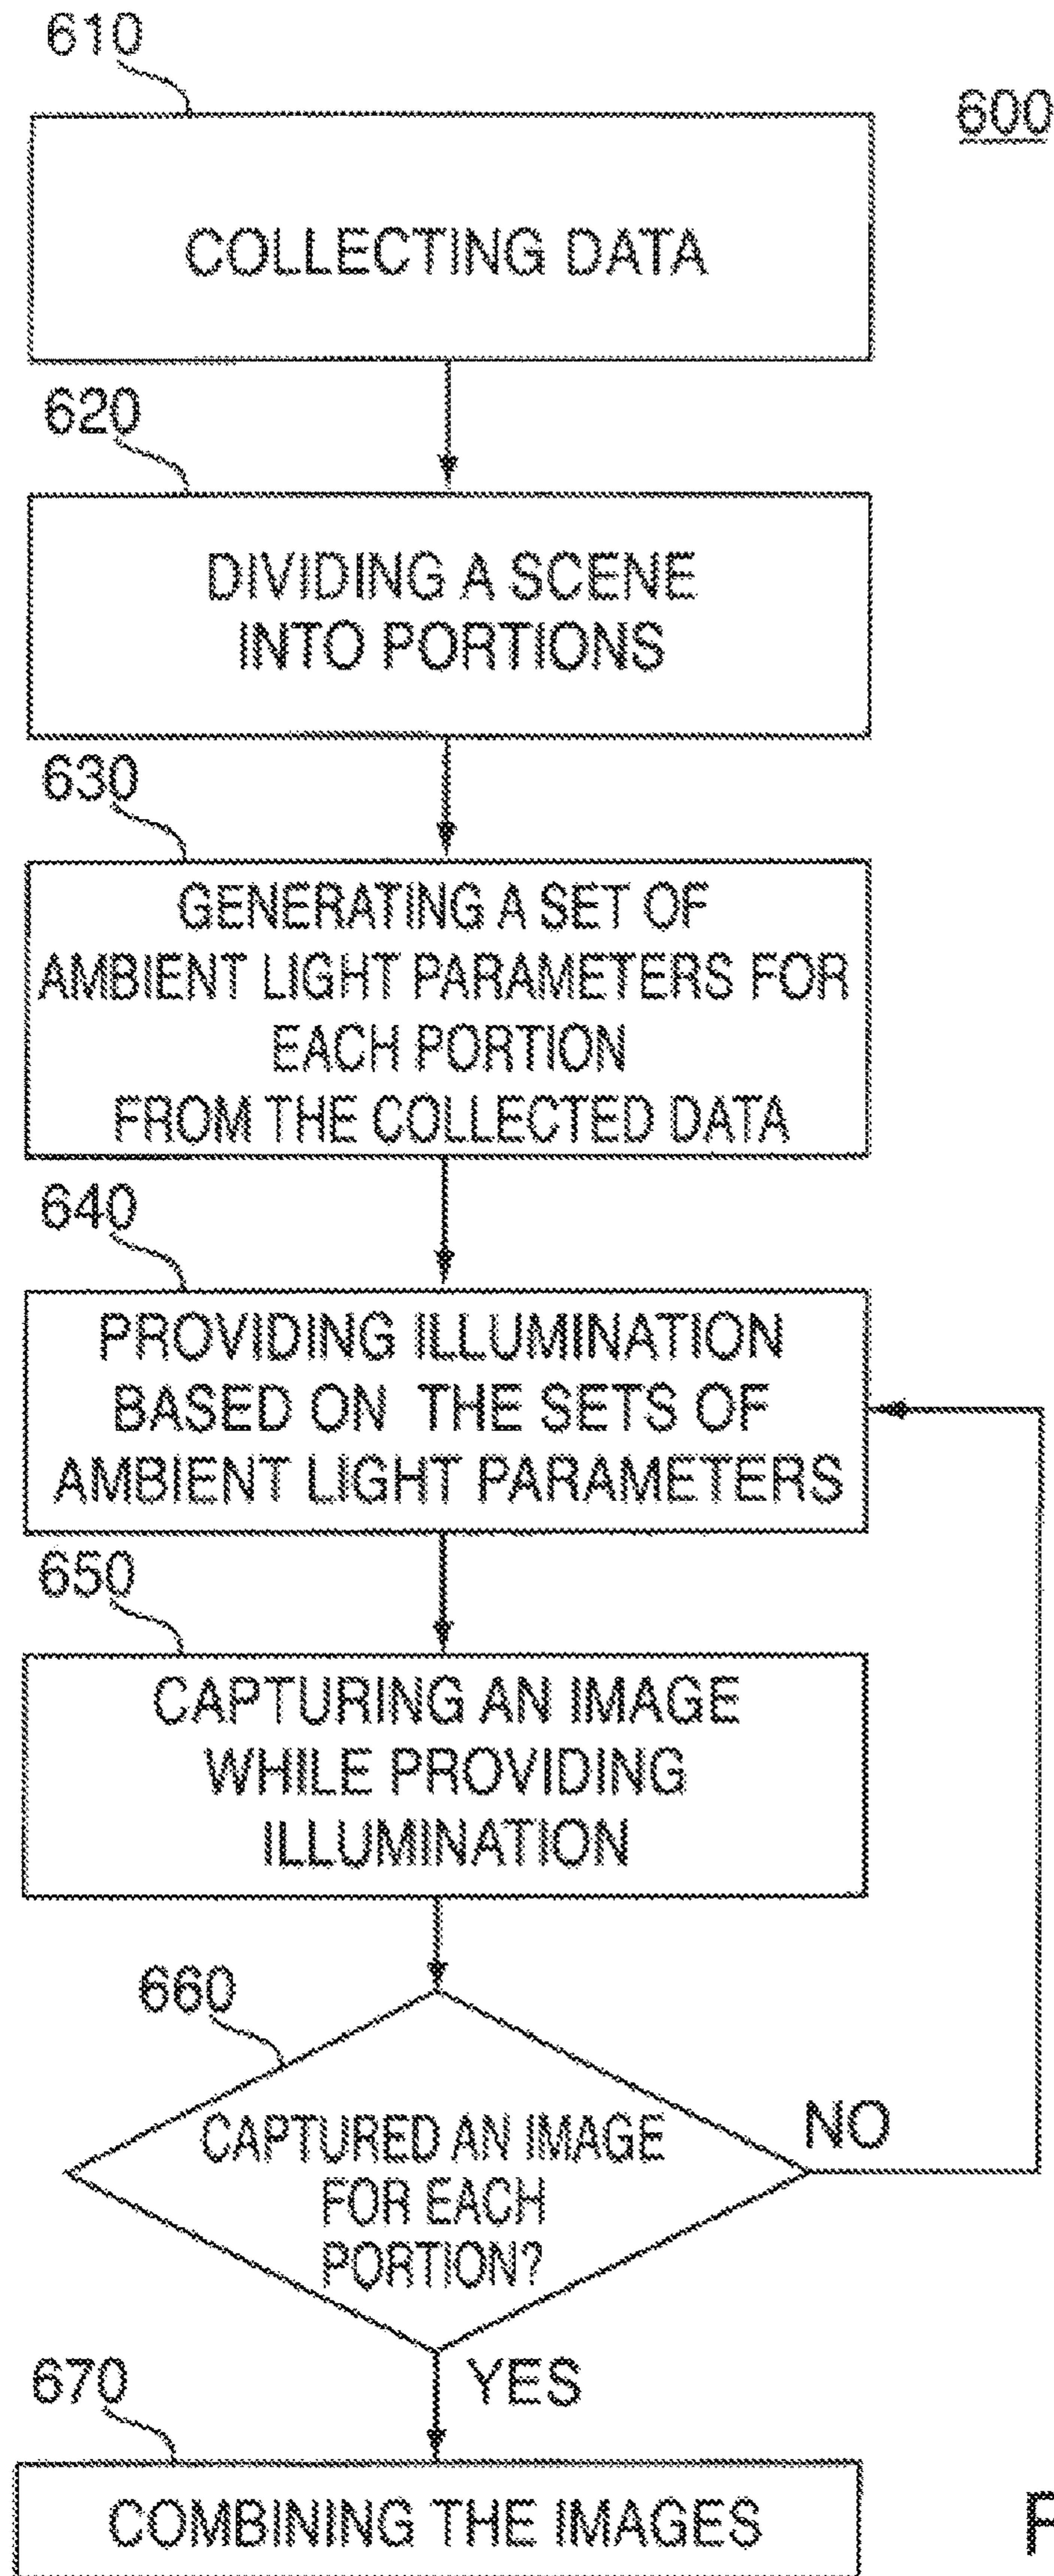 610
600
COLLECTING DATA
620
DIVIDING A SCENE
INTO PORTIONS
630
GENERATING A SET OF
AMBIENT LIGHT PARAMETERS FOR
EACH PORTION
FROM THE COLLECTED DATA
640
PROVIDING ILLUMINATION
BASED ON THE SETS OF
AMBIENT LIGHT PARAMETERS
650
CAPTURING AN IMAGE
WHILE PROVIDING
ILLUMINATION
660
CAPTURED AN IMAGE
FOR EACH
PORTION?
NO
YES
670
COMBINING THE IMAGES